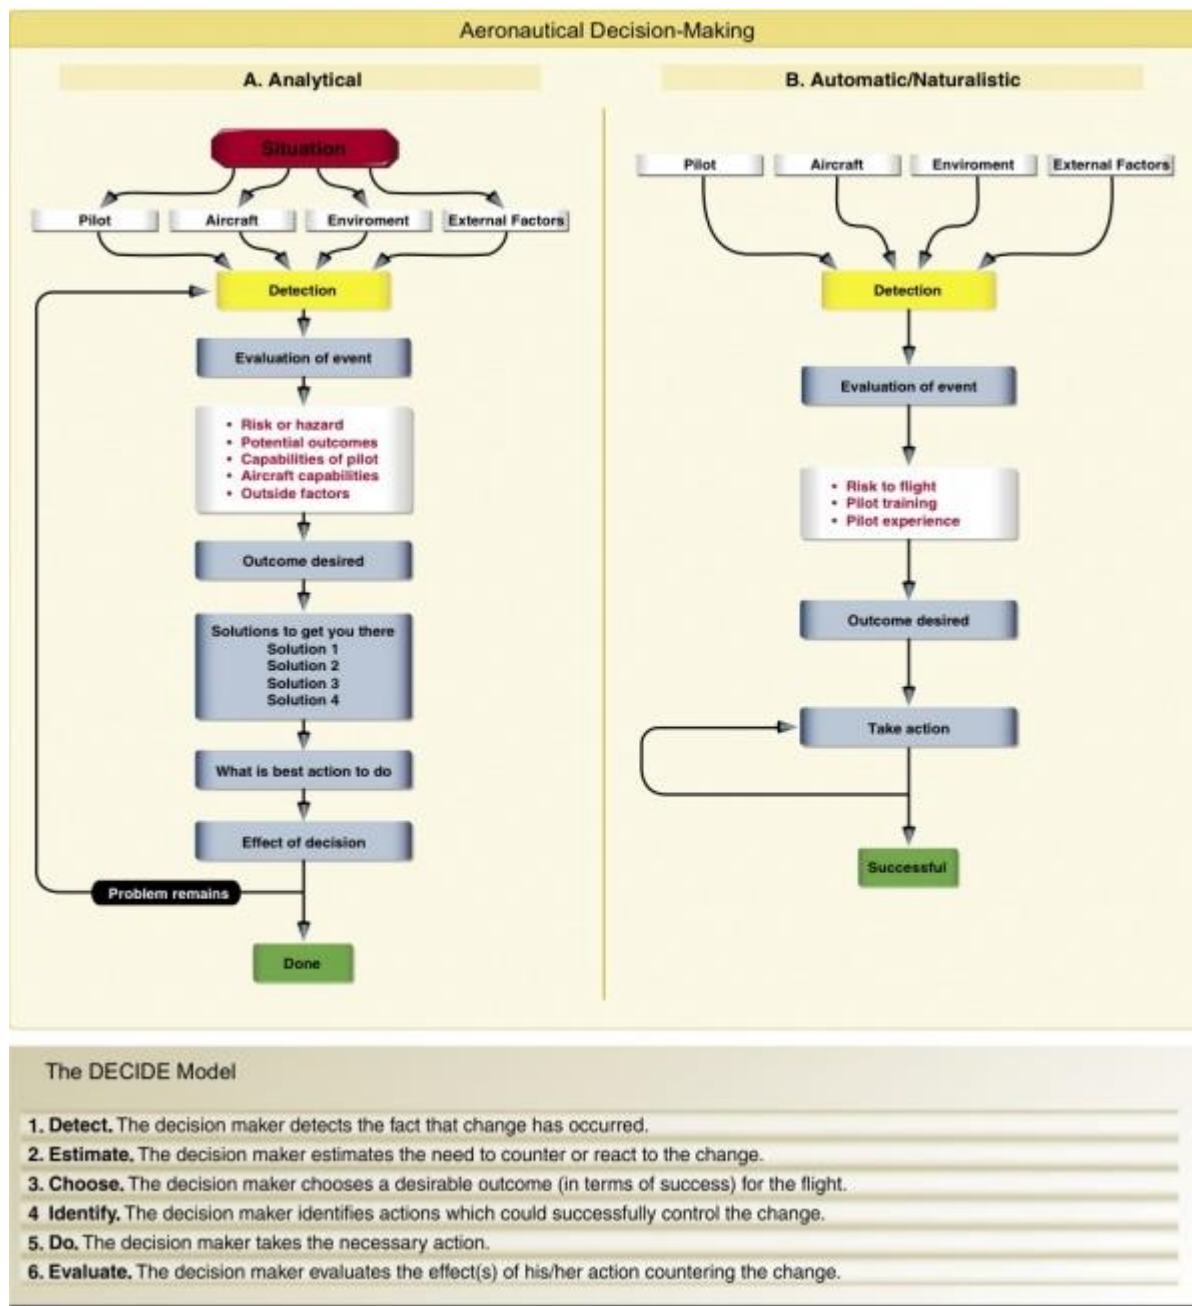 Aeronautical Decision-Making
A. Analytical
Situation
Pilot
Aircraft
Enviroment
External Factors
Detection
Evaluation of event
• Risk or hazard
• Potential outcomes
• Capabilities of pilot
• Aircraft capabilities
• Outside factors
Outcome desired
Solutions to get you there
Solution 1
Solution 2
Solution 3
Solution 4
What is best action to do
Effect of decision
Problem remains
Done
B. Automatic/Naturalistic
Pilot
Aircraft
Enviroment
External Factors
Detection
Evaluation of event
• Risk to flight
• Pilot training
• Pilot experience
Outcome desired
Take action
Successful
The DECIDE Model
1. Detect. The decision maker detects the fact that change has occurred.
2. Estimate. The decision maker estimates the need to counter or react to the change.
3. Choose. The decision maker chooses a desirable outcome (in terms of success) for the flight.
4 Identify. The decision maker identifies actions which could successfully control the change.
5. Do. The decision maker takes the necessary action.
6. Evaluate. The decision maker evaluates the effect(s) of his/her action countering the change.